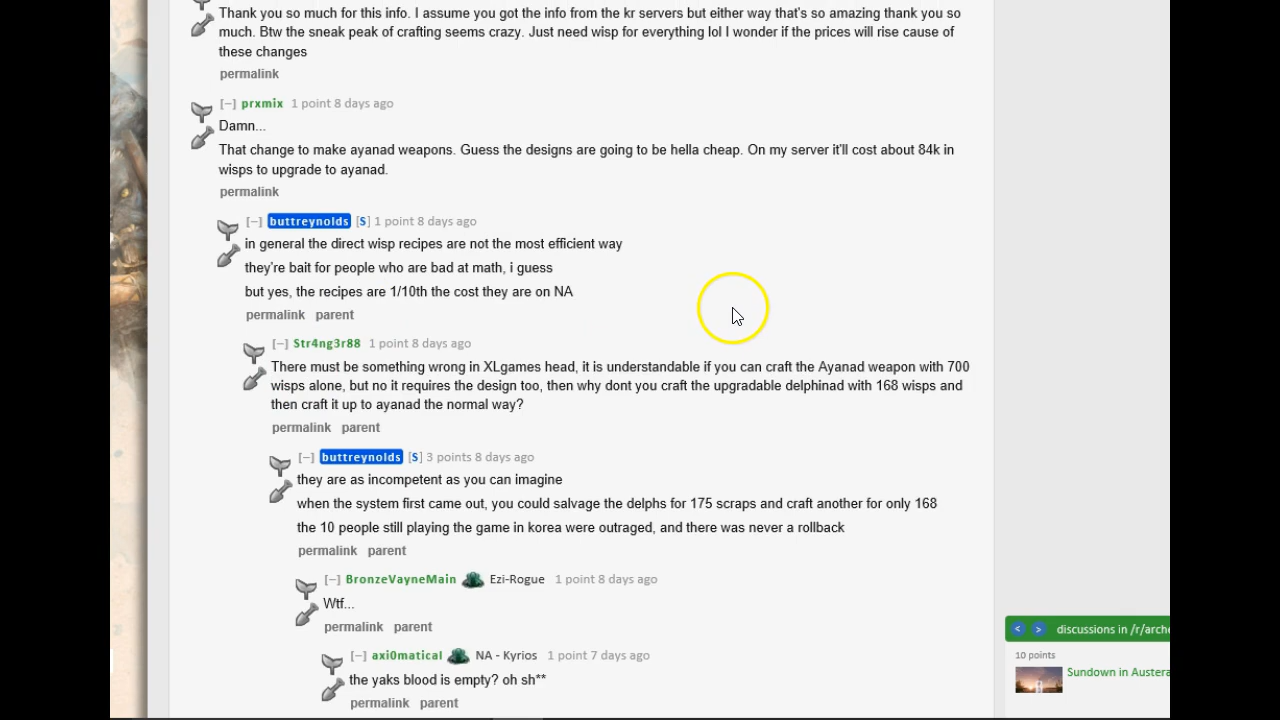 Thank you so much for this info. I assume you got the info from the kr servers but either way that's so amazing thank you so
much. Btw the sneak peak of crafting seems crazy. Just need wisp for everything lol I wonder if the prices will rise cause of
these changes
permalink
[–] prxmix 1 point 8 days ago
Damn...
That change to make ayanad weapons. Guess the designs are going to be hella cheap. On my server it'll cost about 84k in
wisps to upgrade to ayanad.
permalink
[–] buttreynolds [S] 1 point 8 days ago
in general the direct wisp recipes are not the most efficient way
they're bait for people who are bad at math, i guess
but yes, the recipes are 1/10th the cost they are on NA
permalink parent
[–] Str4ng3r88 1 point 8 days ago
There must be something wrong in XLgames head, it is understandable if you can craft the Ayanad weapon with 700
wisps alone, but no it requires the design too, then why dont you craft the upgradable delphinad with 168 wisps and
then craft it up to ayanad the normal way?
permalink parent
[–] buttreynolds [S] 3 points 8 days ago
they are as incompetent as you can imagine
when the system first came out, you could salvage the delphs for 175 scraps and craft another for only 168
the 10 people still playing the game in korea were outraged, and there was never a rollback
permalink parent
[–] BronzeVayneMain Ezi-Rogue 1 point 8 days ago
Wtf...
permalink parent
[–] axi0matical NA - Kyrios 1 point 7 days ago
the yaks blood is empty? oh sh**
permalink parent
< > discussions in /r/arche
10 points
Sundown in Austera